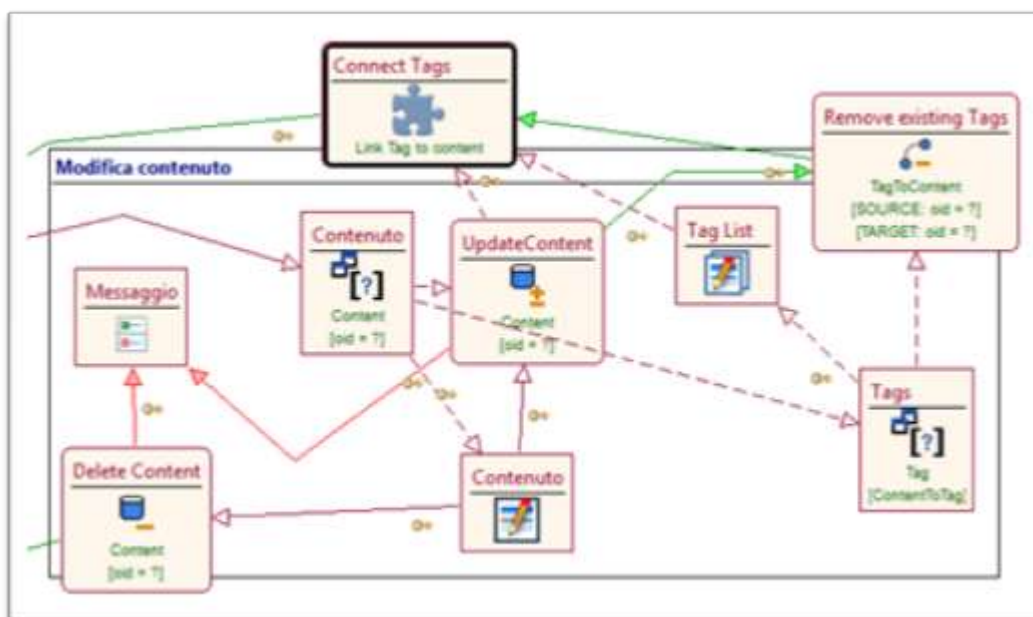 Connect Tags
Link Tag to content
Remove existing Tags
TagToContent
[SOURCE: oid = ?]
[TARGET: oid = ?]
Modifica contenuto
Contenuto
[?]
Content
[oid = ?]
UpdateContent
Content
[oid = ?]
Tag List
Messaggio
Tags
[?]
Tag
[ContentToTag]
Delete Content
Content
[oid = ?]
Contenuto